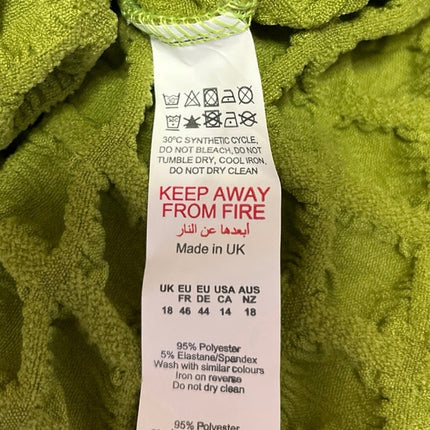 30°C SYNTHETIC CYCLE,
DO NOT BLEACH, DO NOT
TUMBLE DRY, COOL IRON,
DO NOT DRY CLEAN
KEEP AWAY
FROM FIRE
أبعدها عن النار
Made in UK
UK EU EU USA AUS
FR DE CA NZ
18 46 44 14 18
95% Polyester
5% Elastane/Spandex
Wash with similar colours
Iron on reverse
Do not dry clean
95% Polyester